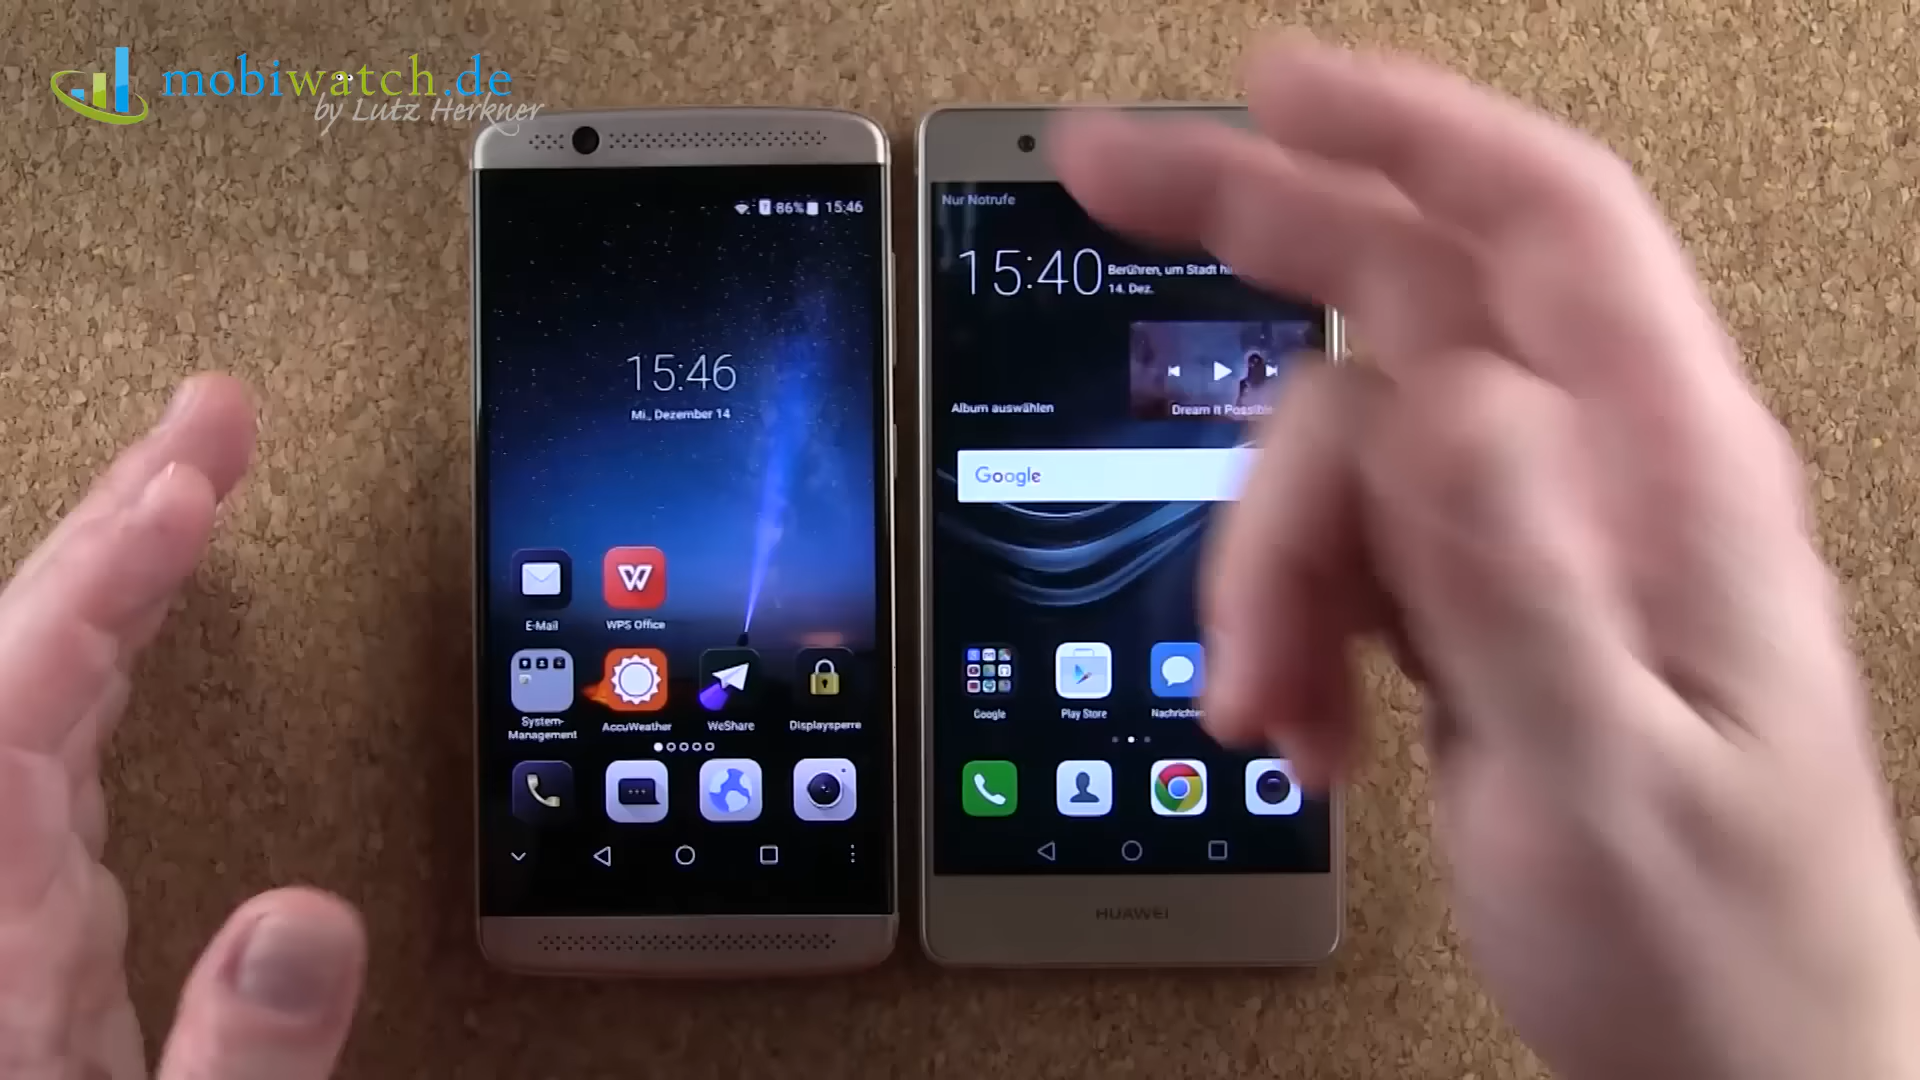 mobiwatch.de
by Lutz Herkner
86% 15:46
15:46
Mi., Dezember 14
E-Mail
WPS Office
System-
Management
AccuWeather
WeShare
Displaysperre
Nur Notrufe
15:40
Berühren, um Stadt
14. Dez.
Album auswählen
Dream It Possible
Google
Google
Play Store
Nachrichten
HUAWEI